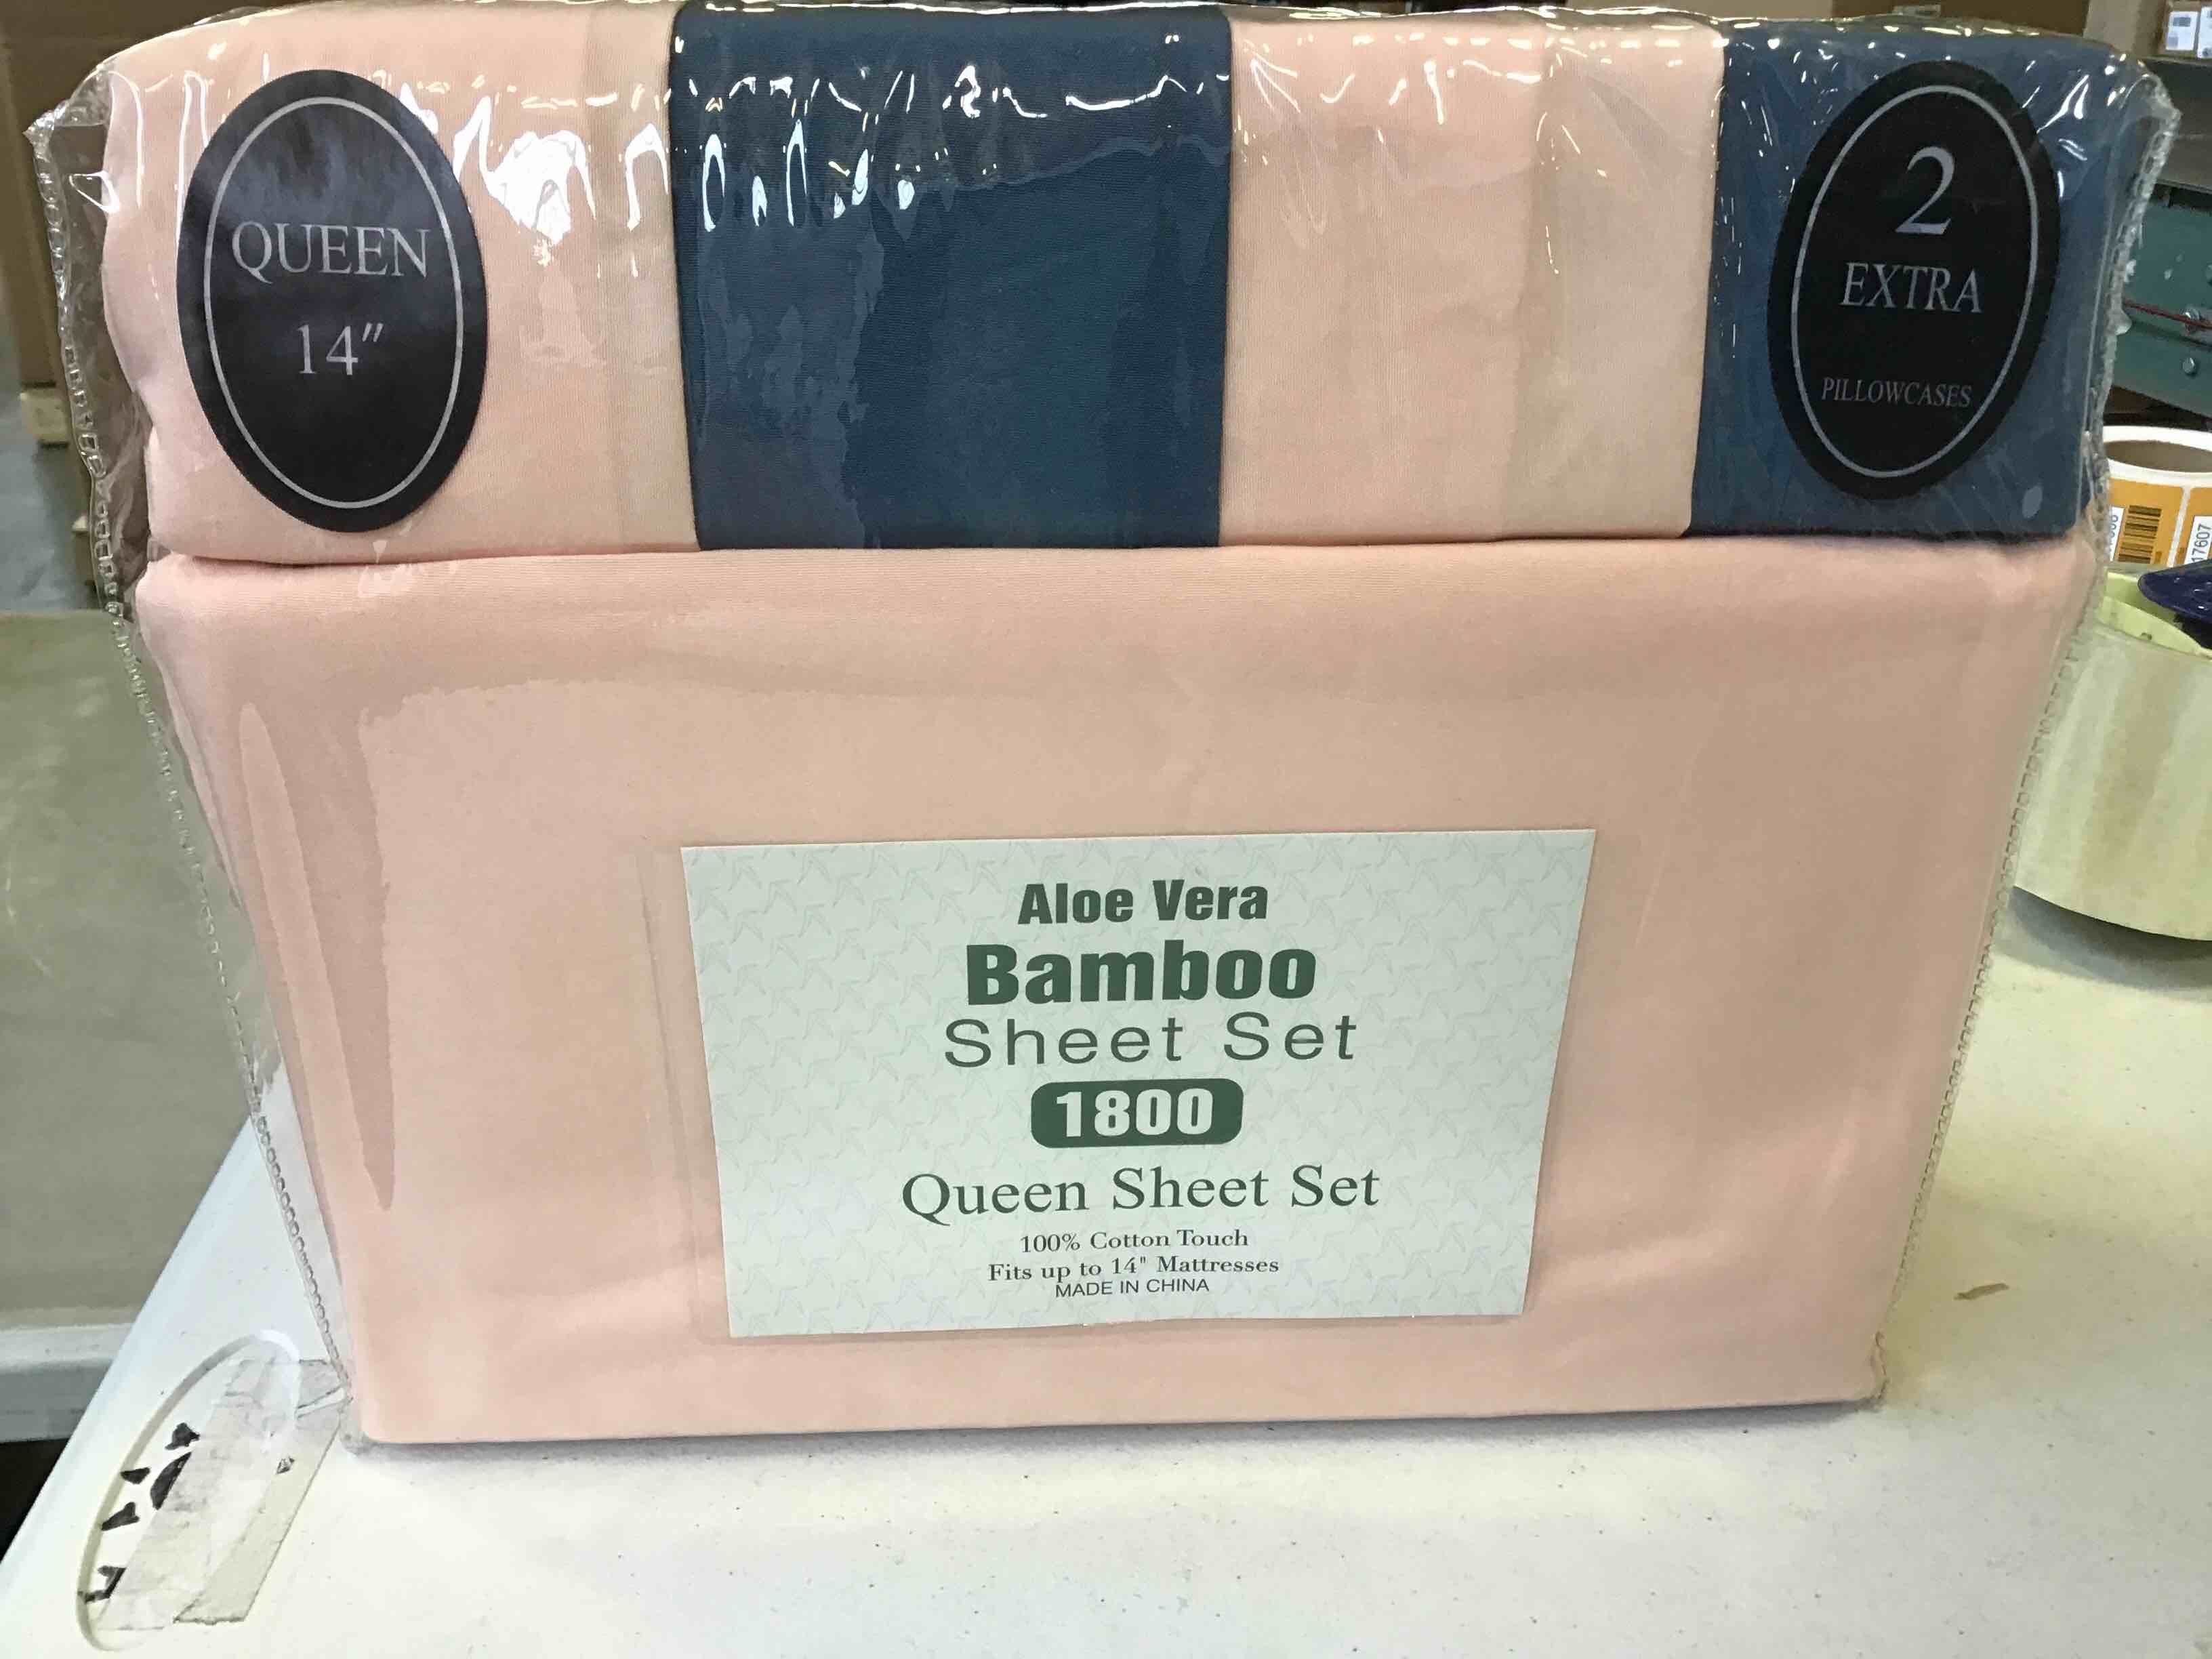 QUEEN
14"
2
EXTRA
PILLOWCASES
Aloe Vera
Bamboo
Sheet Set
1800
Queen Sheet Set
100% Cotton Touch
Fits up to 14" Mattresses
MADE IN CHINA
17607